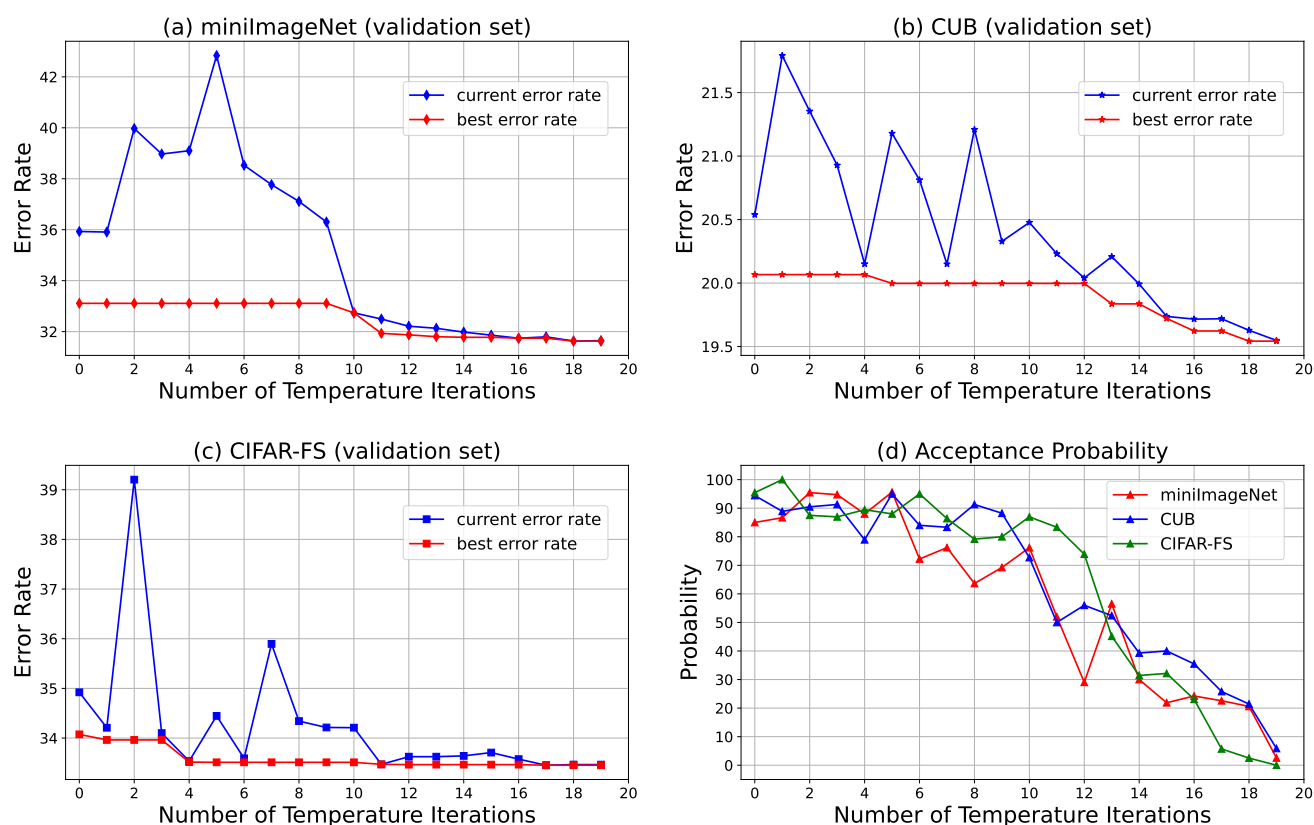 (a) miniImageNet (validation set)
Error Rate
42
40
38
36
34
32
current error rate
best error rate
0 2 4 6 8 10 12 14 16 18 20
Number of Temperature Iterations
(b) CUB (validation set)
Error Rate
21.5
21.0
20.5
20.0
19.5
current error rate
best error rate
0 2 4 6 8 10 12 14 16 18 20
Number of Temperature Iterations
(c) CIFAR-FS (validation set)
Error Rate
39
38
37
36
35
34
current error rate
best error rate
0 2 4 6 8 10 12 14 16 18 20
Number of Temperature Iterations
(d) Acceptance Probability
Probability
100
90
80
70
60
50
40
30
20
10
0
miniImageNet
CUB
CIFAR-FS
0 2 4 6 8 10 12 14 16 18 20
Number of Temperature Iterations